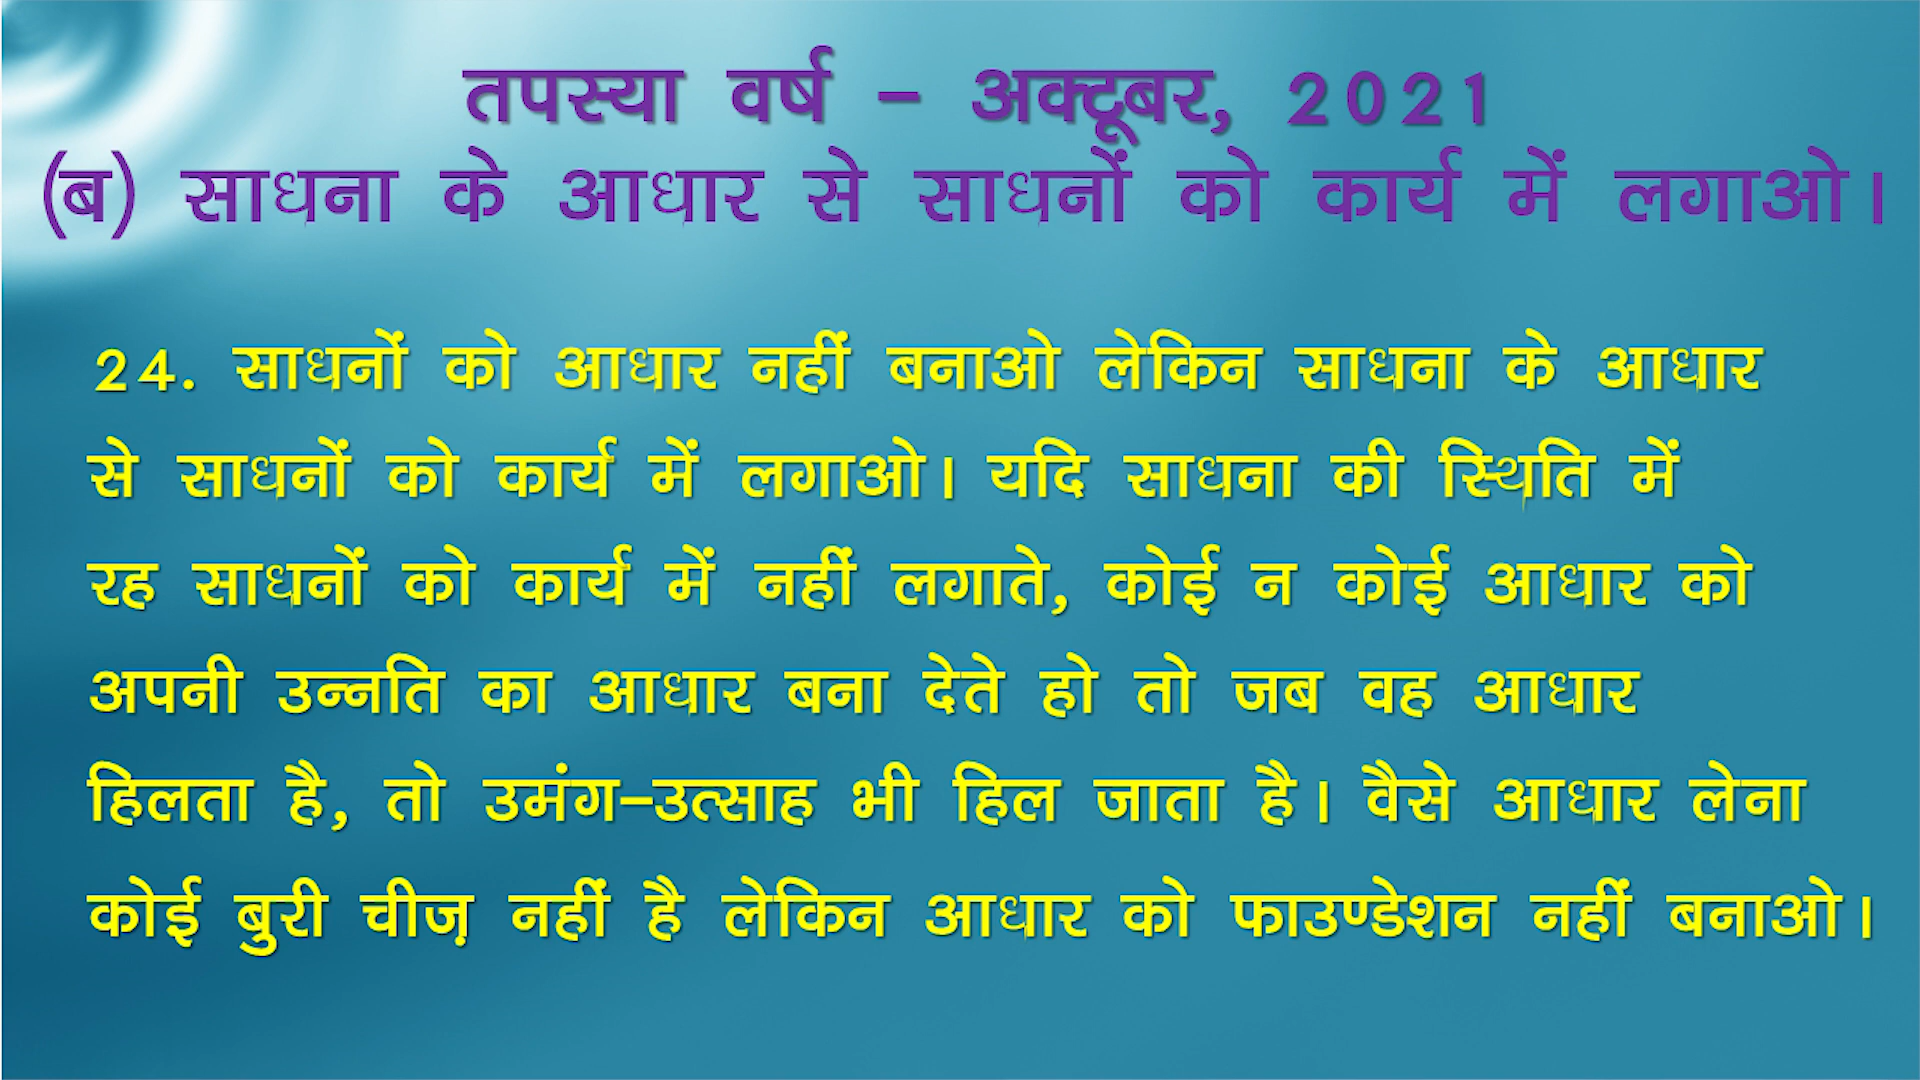 तपस्या वर्ष – अक्टूबर, 2021
(ब) साधना के आधार से साधनों को कार्य में लगाओ।
24. साधनों को आधार नहीं बनाओ लेकिन साधना के आधार
से साधनों को कार्य में लगाओ। यदि साधना की स्थिति में
रह साधनों को कार्य में नहीं लगाते, कोई न कोई आधार को
अपनी उन्नति का आधार बना देते हो तो जब वह आधार
हिलता है, तो उमंग–उत्साह भी हिल जाता है। वैसे आधार लेना
कोई बुरी चीज़ नहीं है लेकिन आधार को फाउण्डेशन नहीं बनाओ।